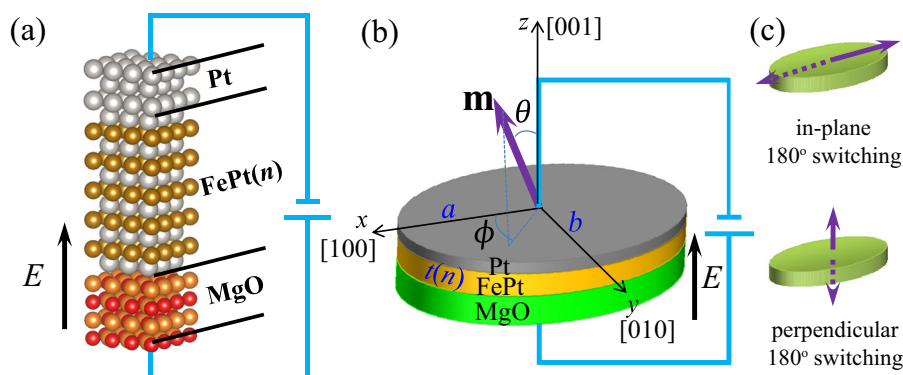 (a)
Pt
FePt(n)
MgO
E
(b)
z
[001]
m
θ
x
[100]
a
b
ϕ
Pt
t(n)
FePt
MgO
y
[010]
E
(c)
in-plane
180° switching
perpendicular
180° switching